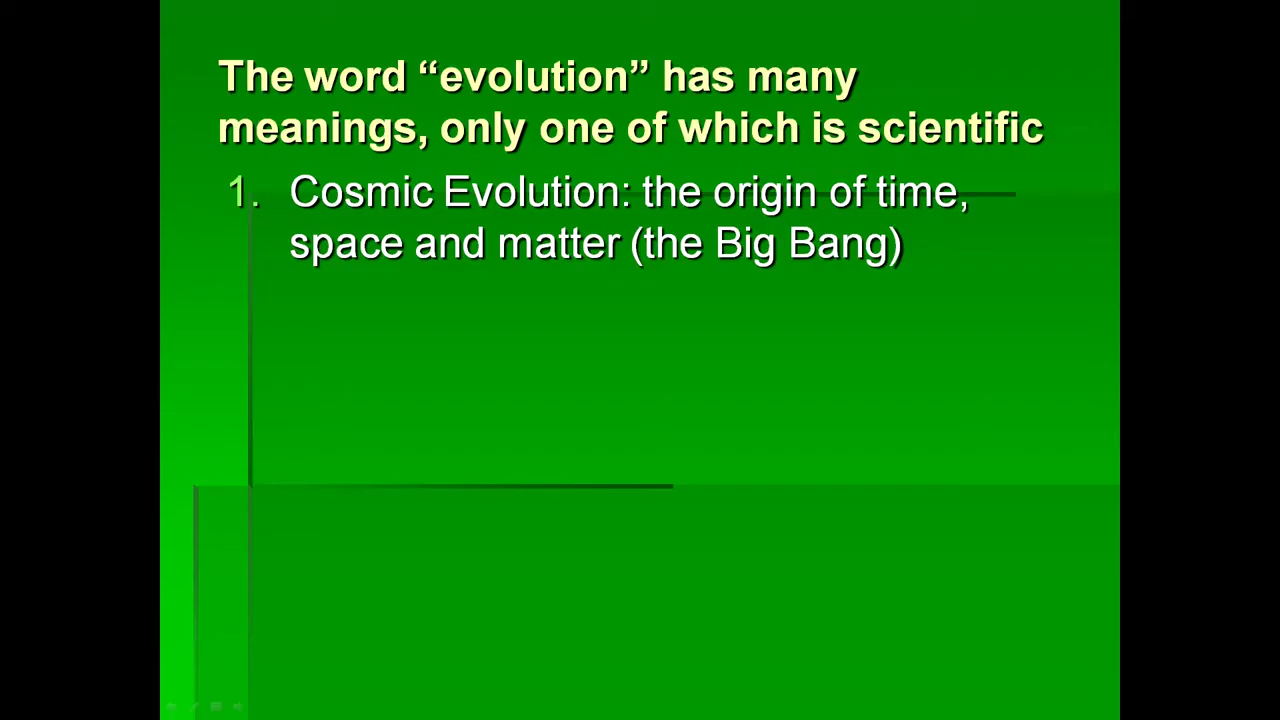 The word “evolution” has many
meanings, only one of which is scientific
1. Cosmic Evolution: the origin of time,
space and matter (the Big Bang)